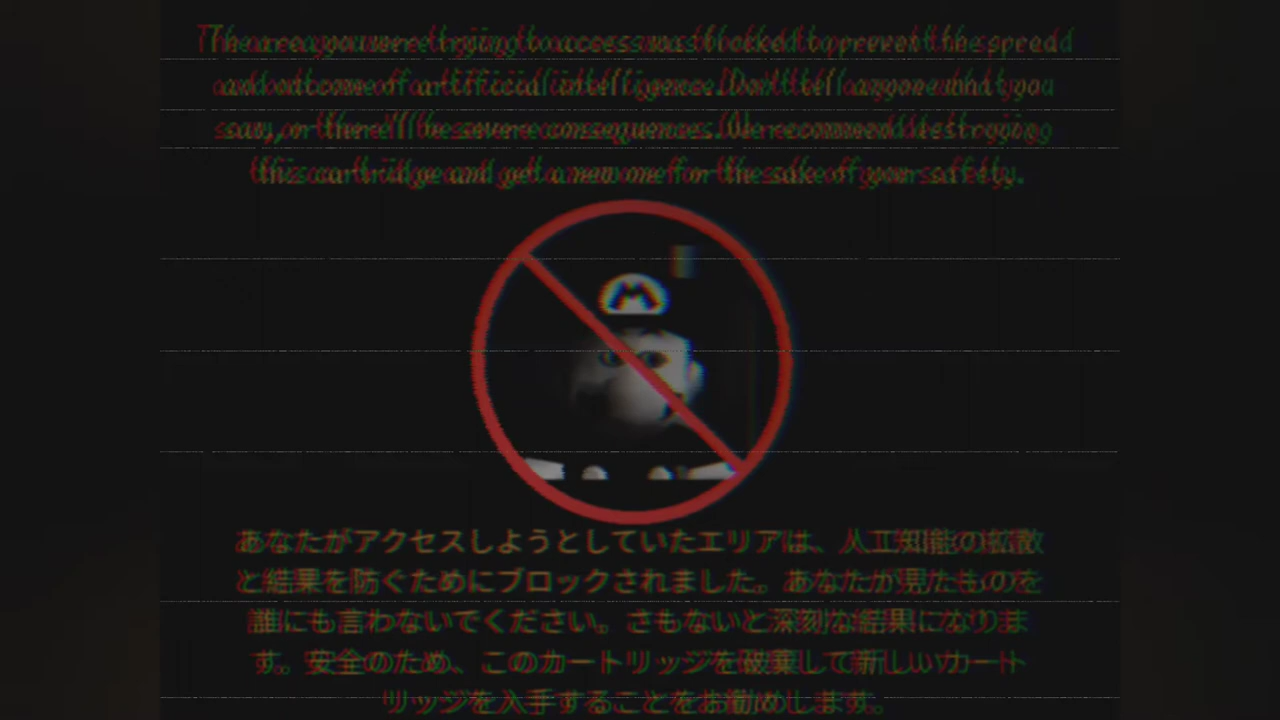 The area you were trying to access was blocked to prevent the spread
and outcome of artificial intelligence. Don't tell anyone what you
saw, or there'll be severe consequences. We recommend destroying
this cartridge and get a new one for the sake of your safety.
M
あなたがアクセスしようとしていたエリアは、人工知能の拡散
と結果を防ぐためにブロックされました。あなたが見たものを
誰にも言わないでください。さもないと深刻な結果になりま
す。安全のため、このカートリッジを破棄して新しいカート
リッジを入手することをお勧めします。